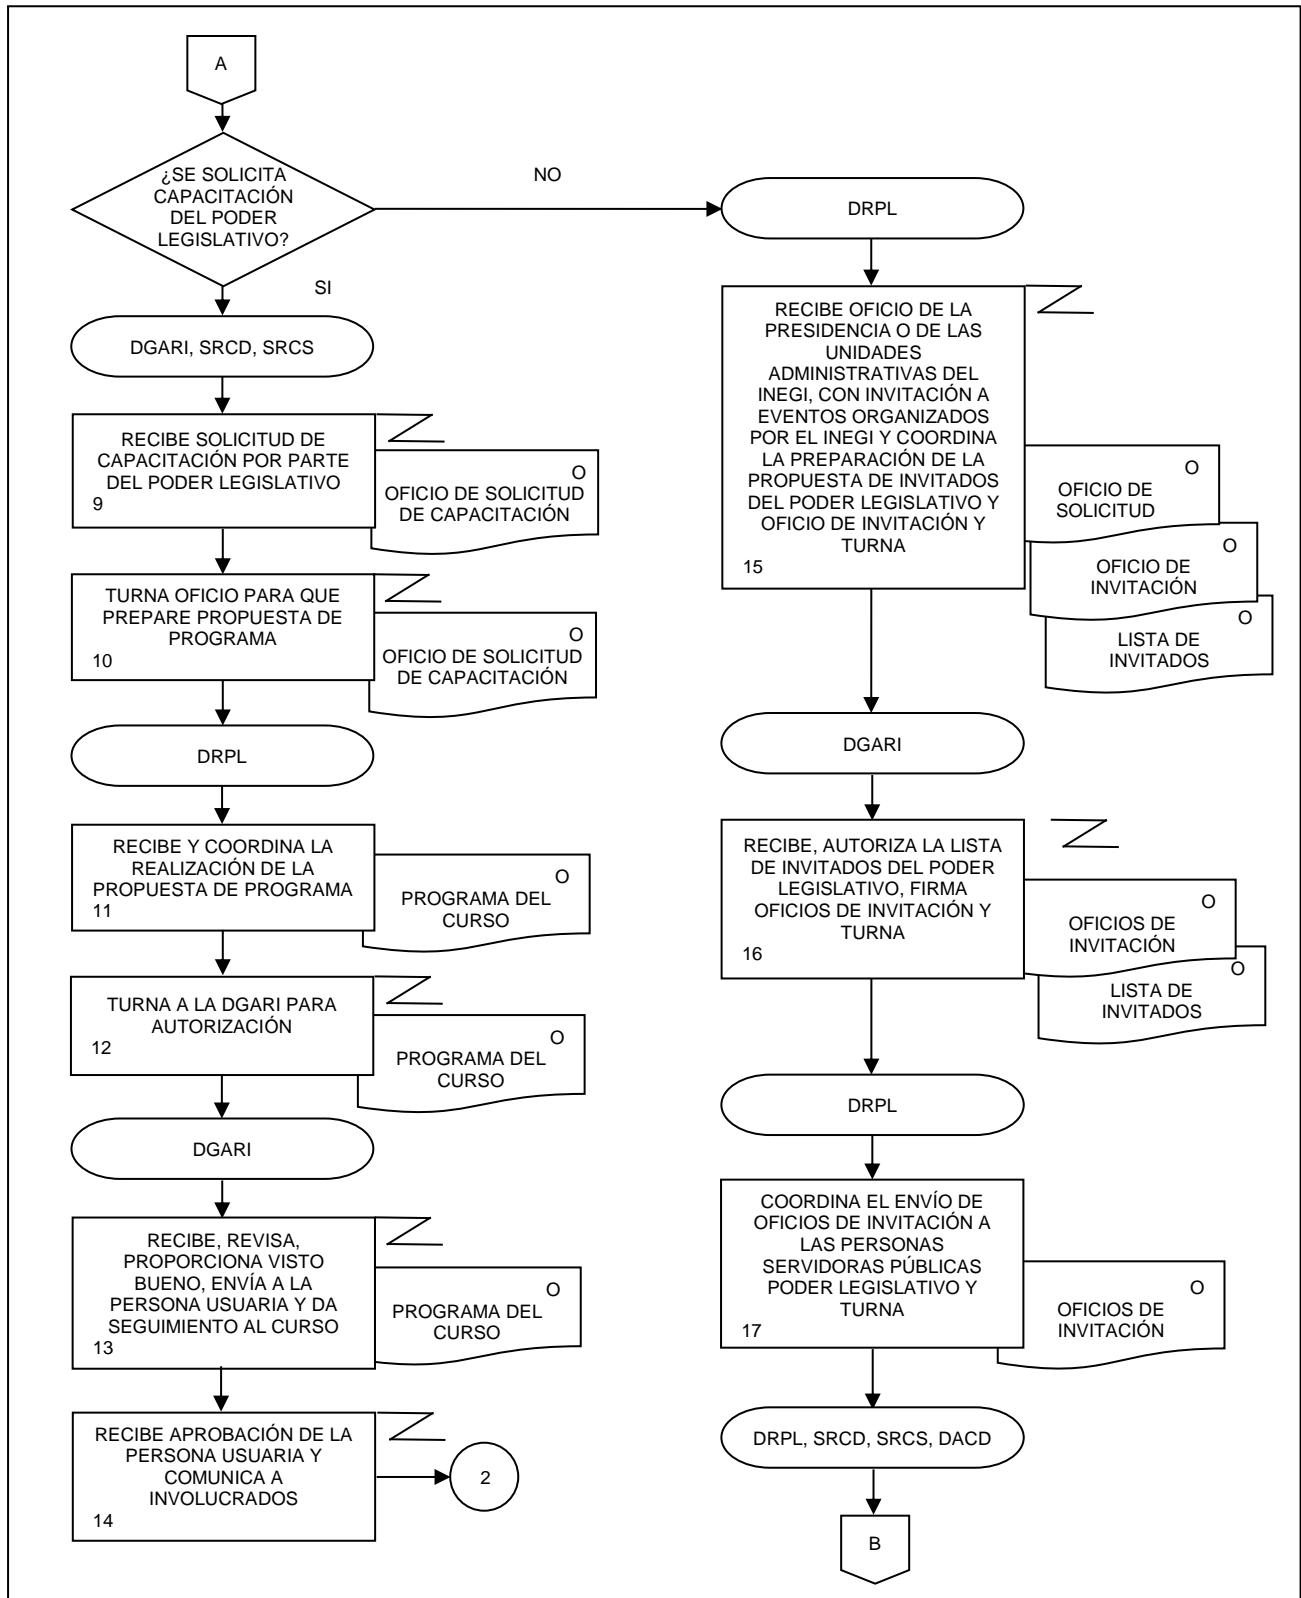 A
¿SE SOLICITA
CAPACITACIÓN
DEL PODER
LEGISLATIVO?
NO
SI
DGARI, SRCD, SRCS
RECIBE SOLICITUD DE
CAPACITACIÓN POR PARTE
DEL PODER LEGISLATIVO
9
O
OFICIO DE SOLICITUD
DE CAPACITACIÓN
TURNA OFICIO PARA QUE
PREPARE PROPUESTA DE
PROGRAMA
10
O
OFICIO DE SOLICITUD
DE CAPACITACIÓN
DRPL
RECIBE Y COORDINA LA
REALIZACIÓN DE LA
PROPUESTA DE PROGRAMA
11
O
PROGRAMA DEL
CURSO
TURNA A LA DGARI PARA
AUTORIZACIÓN
12
O
PROGRAMA DEL
CURSO
DGARI
RECIBE, REVISA,
PROPORCIONA VISTO
BUENO, ENVÍA A LA
PERSONA USUARIA Y DA
SEGUIMIENTO AL CURSO
13
O
PROGRAMA DEL
CURSO
RECIBE APROBACIÓN DE LA
PERSONA USUARIA Y
COMUNICA A
INVOLUCRADOS
14
2
DRPL
RECIBE OFICIO DE LA
PRESIDENCIA O DE LAS
UNIDADES
ADMINISTRATIVAS DEL
INEGI, CON INVITACIÓN A
EVENTOS ORGANIZADOS
POR EL INEGI Y COORDINA
LA PREPARACIÓN DE LA
PROPUESTA DE INVITADOS
DEL PODER LEGISLATIVO Y
OFICIO DE INVITACIÓN Y
TURNA
15
O
OFICIO DE
SOLICITUD
O
OFICIO DE
INVITACIÓN
O
LISTA DE
INVITADOS
DGARI
RECIBE, AUTORIZA LA LISTA
DE INVITADOS DEL PODER
LEGISLATIVO, FIRMA
OFICIOS DE INVITACIÓN Y
TURNA
16
O
OFICIOS DE
INVITACIÓN
O
LISTA DE
INVITADOS
DRPL
COORDINA EL ENVÍO DE
OFICIOS DE INVITACIÓN A
LAS PERSONAS
SERVIDORAS PÚBLICAS
PODER LEGISLATIVO Y
TURNA
17
O
OFICIOS DE
INVITACIÓN
DRPL, SRCD, SRCS, DACD
B